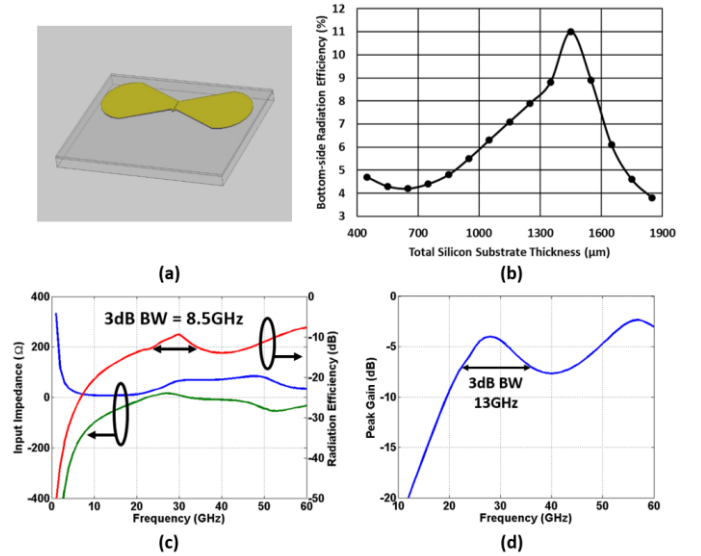 (a)
12
11
10
9
8
7
6
5
4
3
Bottom-side Radiation Efficiency (%)
400 700 1000 1300 1600 1900
Total Silicon Substrate Thickness (µm)
(b)
400
200
0
-200
-400
Input Impedance (Ω)
3dB BW = 8.5GHz
0
-10
-20
-30
-40
-50
Radiation Efficiency (dB)
0 10 20 30 40 50 60
Frequency (GHz)
(c)
0
-5
-10
-15
-20
Peak Gain (dB)
3dB BW
13GHz
10 20 30 40 50 60
Frequency (GHz)
(d)